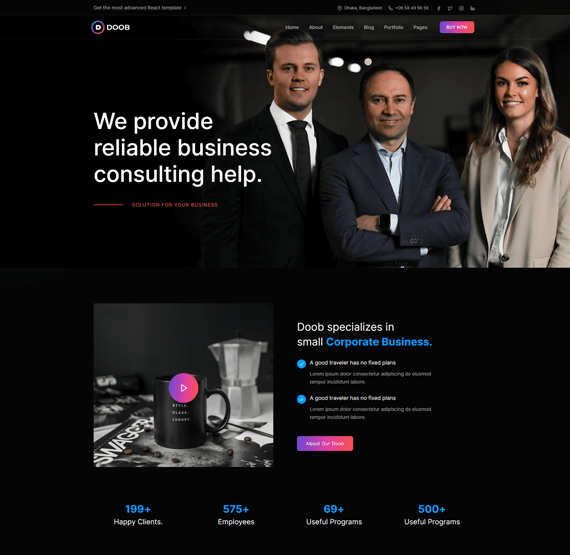 Get the most advanced React template ›
Dhaka, Bangladesh
+06 58 49 99 56
DOOB
Home About Elements Blog Portfolio Pages BUY NOW
We provide
reliable business
consulting help.
SOLUTION FOR YOUR BUSINESS
Doob specializes in
small Corporate Business.
A good traveler has no fixed plans
Lorem ipsum dolor consectetur adipiscing do eiusmod
tempor incididunt labore.
A good traveler has no fixed plans
Lorem ipsum dolor consectetur adipiscing do eiusmod
tempor incididunt labore.
About Our Doob
STYLE.
CLASS.
LUXURY.
SWAGGER
199+ 575+ 69+ 500+
Happy Clients. Employees Useful Programs Useful Programs